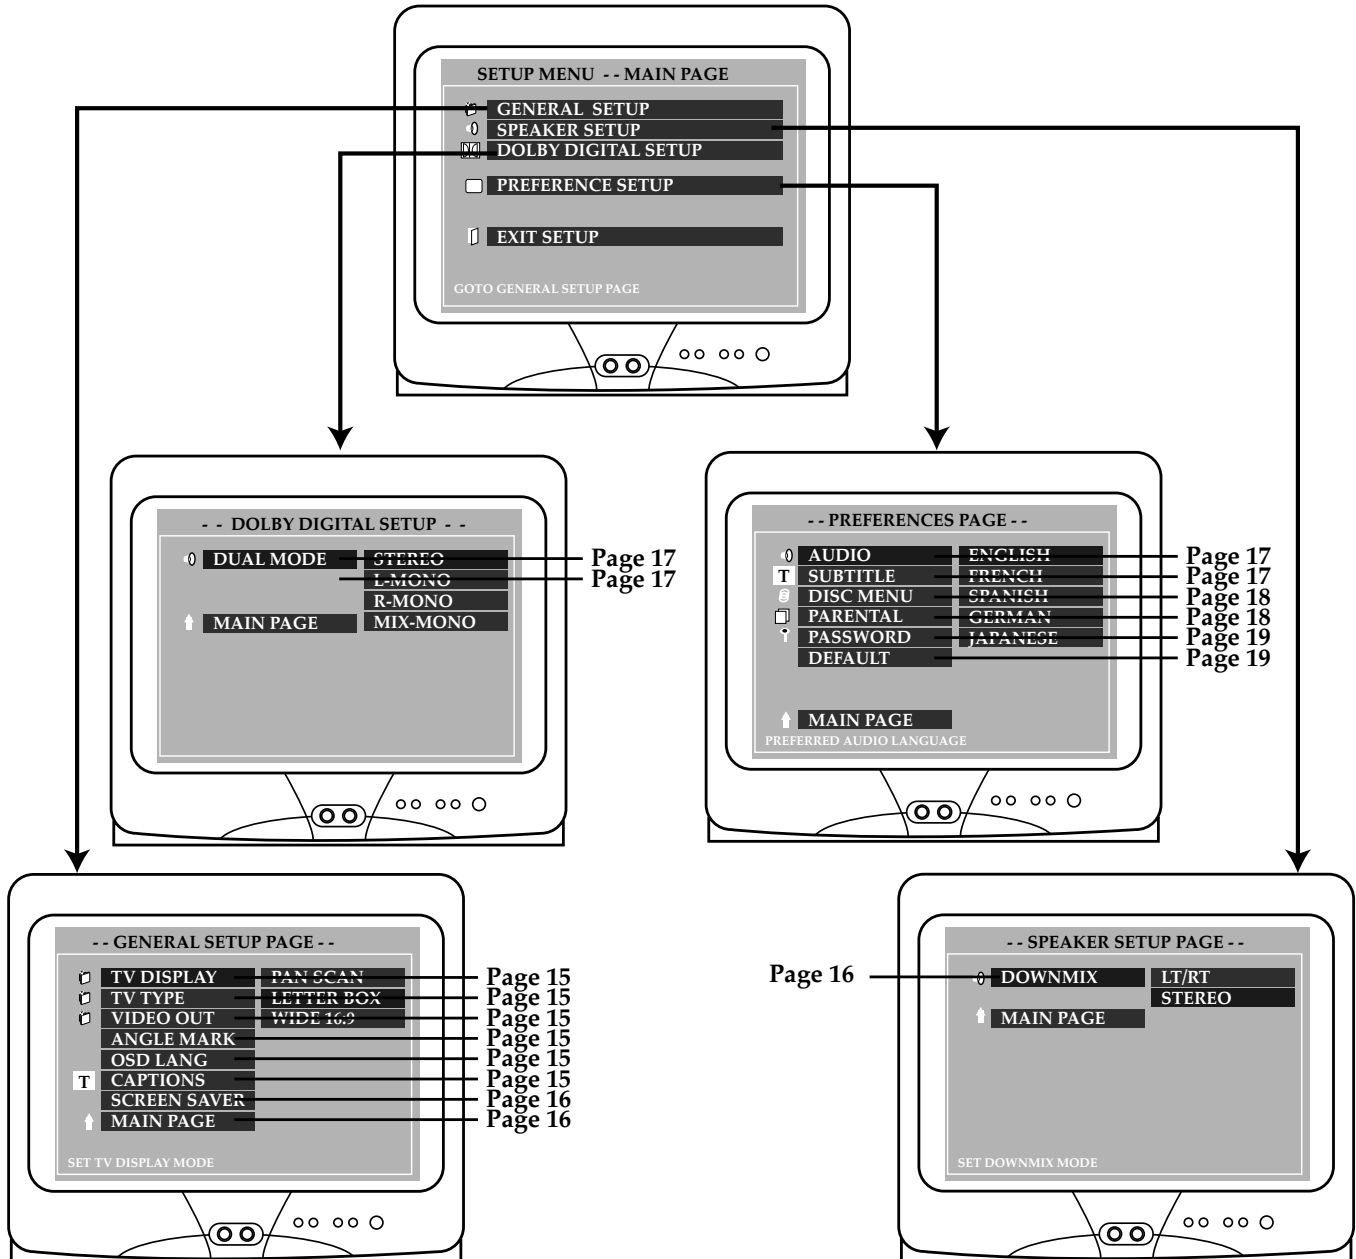 SETUP MENU - - MAIN PAGE
GENERAL SETUP
SPEAKER SETUP
DOLBY DIGITAL SETUP
PREFERENCE SETUP
EXIT SETUP
GOTO GENERAL SETUP PAGE
- - DOLBY DIGITAL SETUP - -
DUAL MODE STEREO Page 17
L-MONO Page 17
R-MONO
MAIN PAGE MIX-MONO
- - PREFERENCES PAGE - -
AUDIO ENGLISH Page 17
T SUBTITLE FRENCH Page 17
DISC MENU SPANISH Page 18
PARENTAL GERMAN Page 18
PASSWORD JAPANESE Page 19
DEFAULT Page 19
MAIN PAGE
PREFERRED AUDIO LANGUAGE
- - GENERAL SETUP PAGE - -
TV DISPLAY PAN SCAN Page 15
TV TYPE LETTER BOX Page 15
VIDEO OUT WIDE 16:9 Page 15
ANGLE MARK Page 15
OSD LANG Page 15
T CAPTIONS Page 15
SCREEN SAVER Page 16
MAIN PAGE Page 16
SET TV DISPLAY MODE
- - SPEAKER SETUP PAGE - -
Page 16 DOWNMIX LT/RT
STEREO
MAIN PAGE
SET DOWNMIX MODE